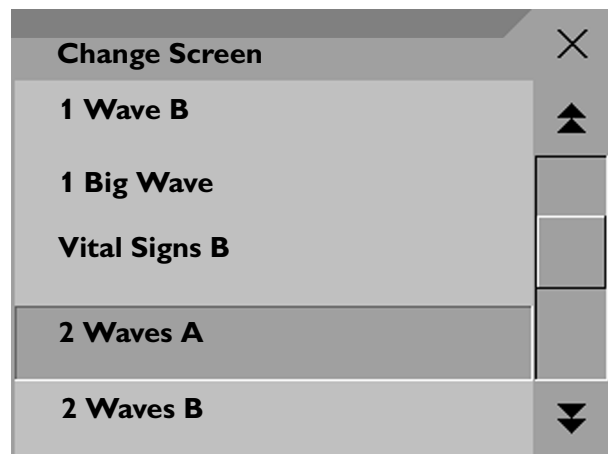 Change Screen
1 Wave B
1 Big Wave
Vital Signs B
2 Waves A
2 Waves B